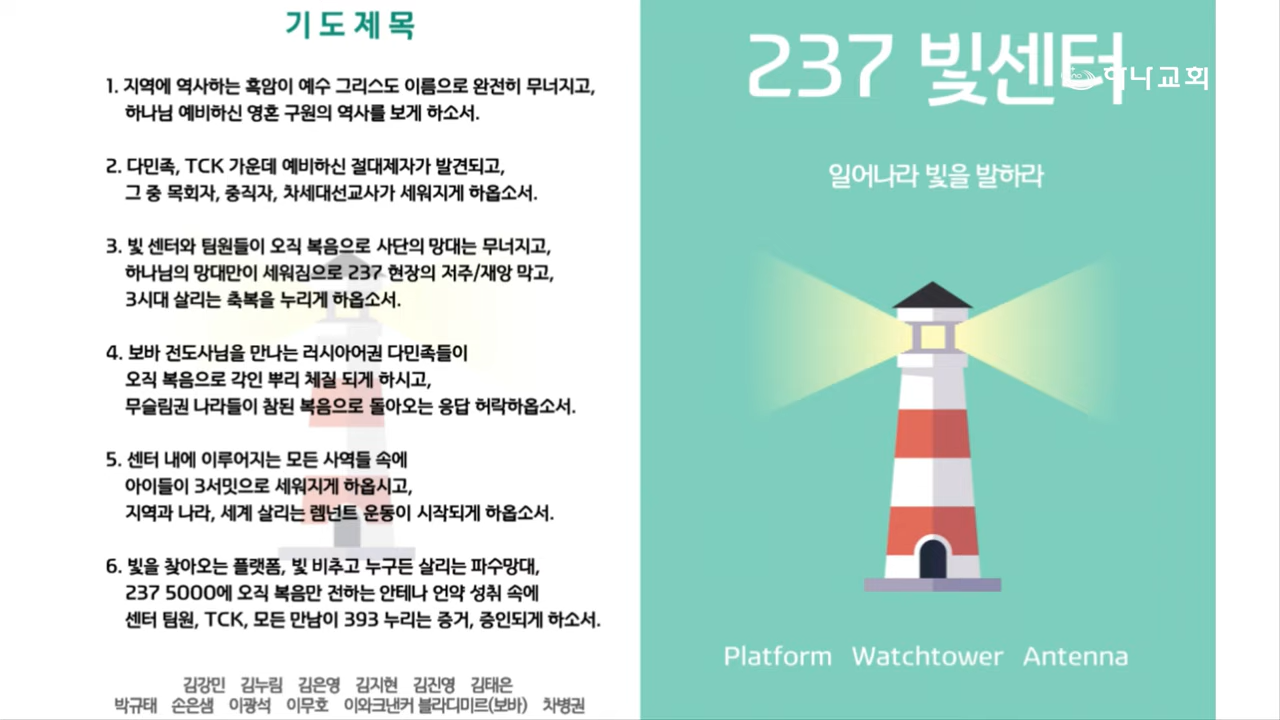 기도제목
1. 지역에 역사하는 흑암이 예수 그리스도 이름으로 완전히 무너지고,
하나님 예비하신 영혼 구원의 역사를 보게 하소서.
2. 다민족, TCK 가운데 예비하신 절대제자가 발견되고,
그 중 목회자, 중직자, 차세대선교사가 세워지게 하옵소서.
3. 빛 센터와 팀원들이 오직 복음으로 사단의 망대는 무너지고,
하나님의 망대만이 세워짐으로 237 현장의 저주/재앙 막고,
3시대 살리는 축복을 누리게 하옵소서.
4. 보바 전도사님을 만나는 러시아어권 다민족들이
오직 복음으로 각인 뿌리 체질 되게 하시고,
무슬림권 나라들이 참된 복음으로 돌아오는 응답 허락하옵소서.
5. 센터 내에 이루어지는 모든 사역들 속에
아이들이 3서밋으로 세워지게 하옵시고,
지역과 나라, 세계 살리는 렘넌트 운동이 시작되게 하옵소서.
6. 빛을 찾아오는 플랫폼, 빛 비추고 누구든 살리는 파수망대,
237 5000에 오직 복음만 전하는 안테나 언약 성취 속에
센터 팀원, TCK, 모든 만남이 393 누리는 증거, 증인되게 하소서.
김강민 김누림 김은영 김지현 김진영 김태은
박규태 손은샘 이광석 이무호 이와크낸커 블라디미르(보바) 차병권
237 빛센터
하나교회
일어나라 빛을 발하라
Platform Watchtower Antenna